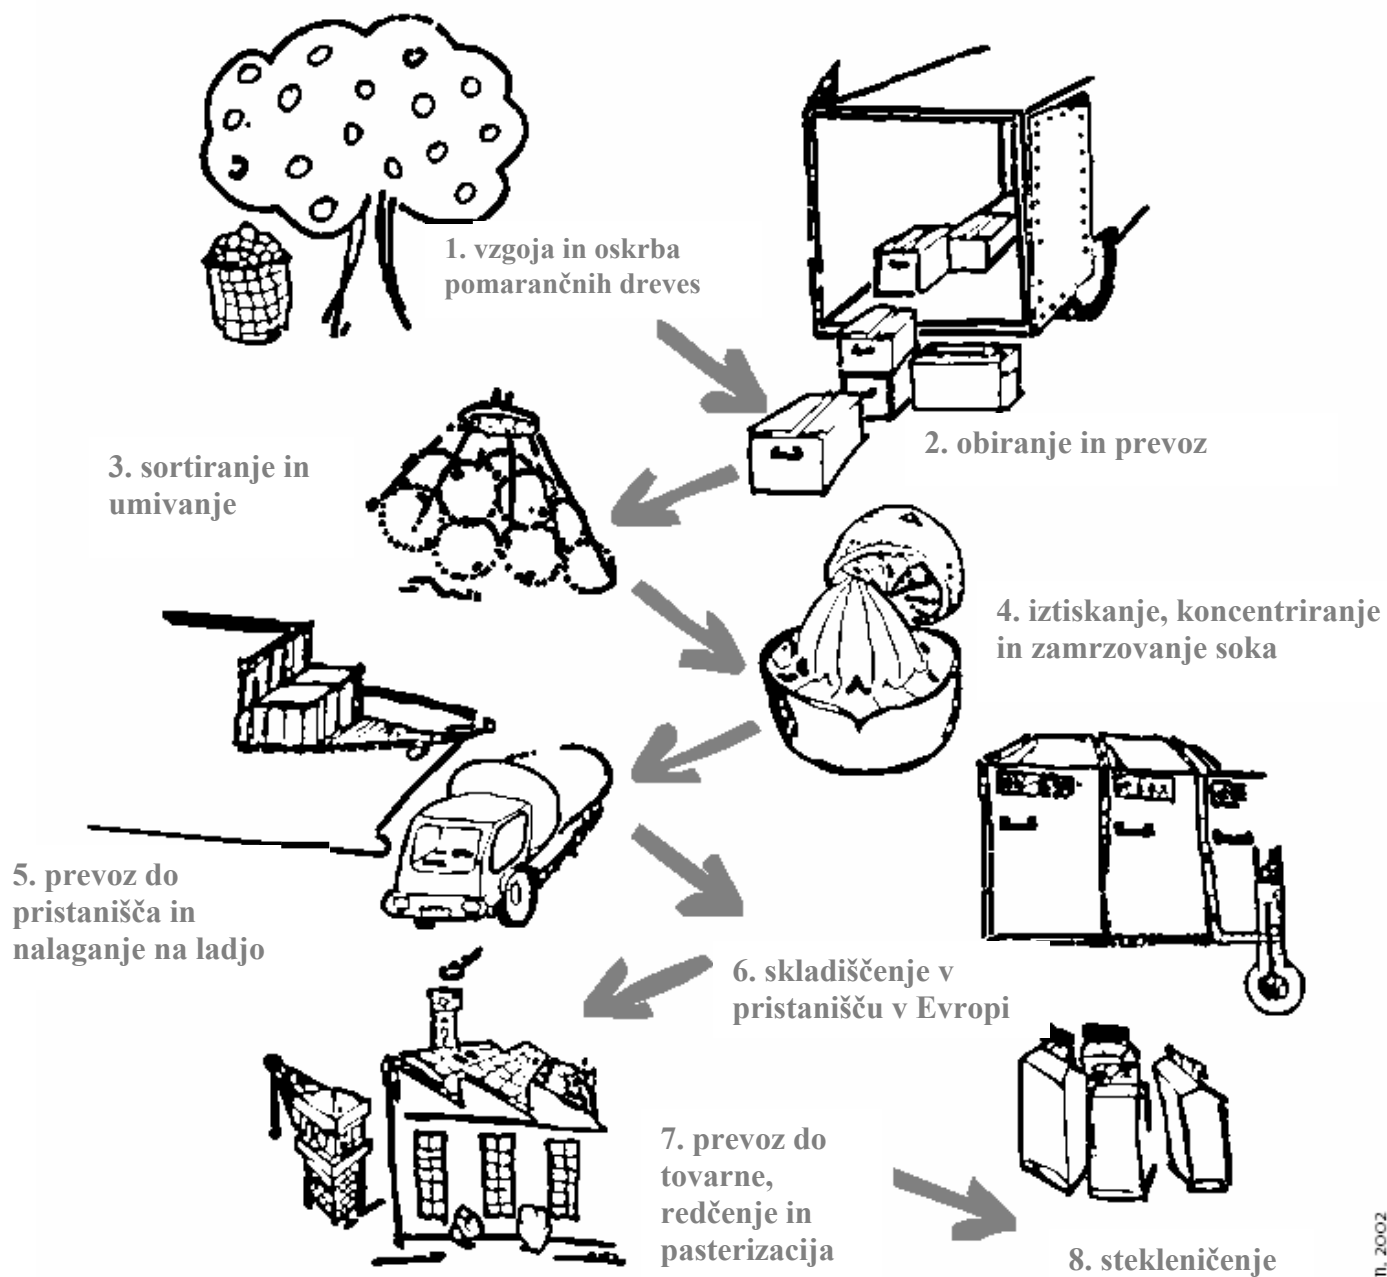 1. vzgoja in oskrba
pomarančnih dreves
2. obiranje in prevoz
3. sortiranje in
umivanje
4. iztiskanje, koncentriranje
in zamrzovanje soka
5. prevoz do
pristanišča in
nalaganje na ladjo
6. skladiščenje v
pristanišču v Evropi
7. prevoz do
tovarne,
redčenje in
pasterizacija
8. stekleničenje
n. 2002